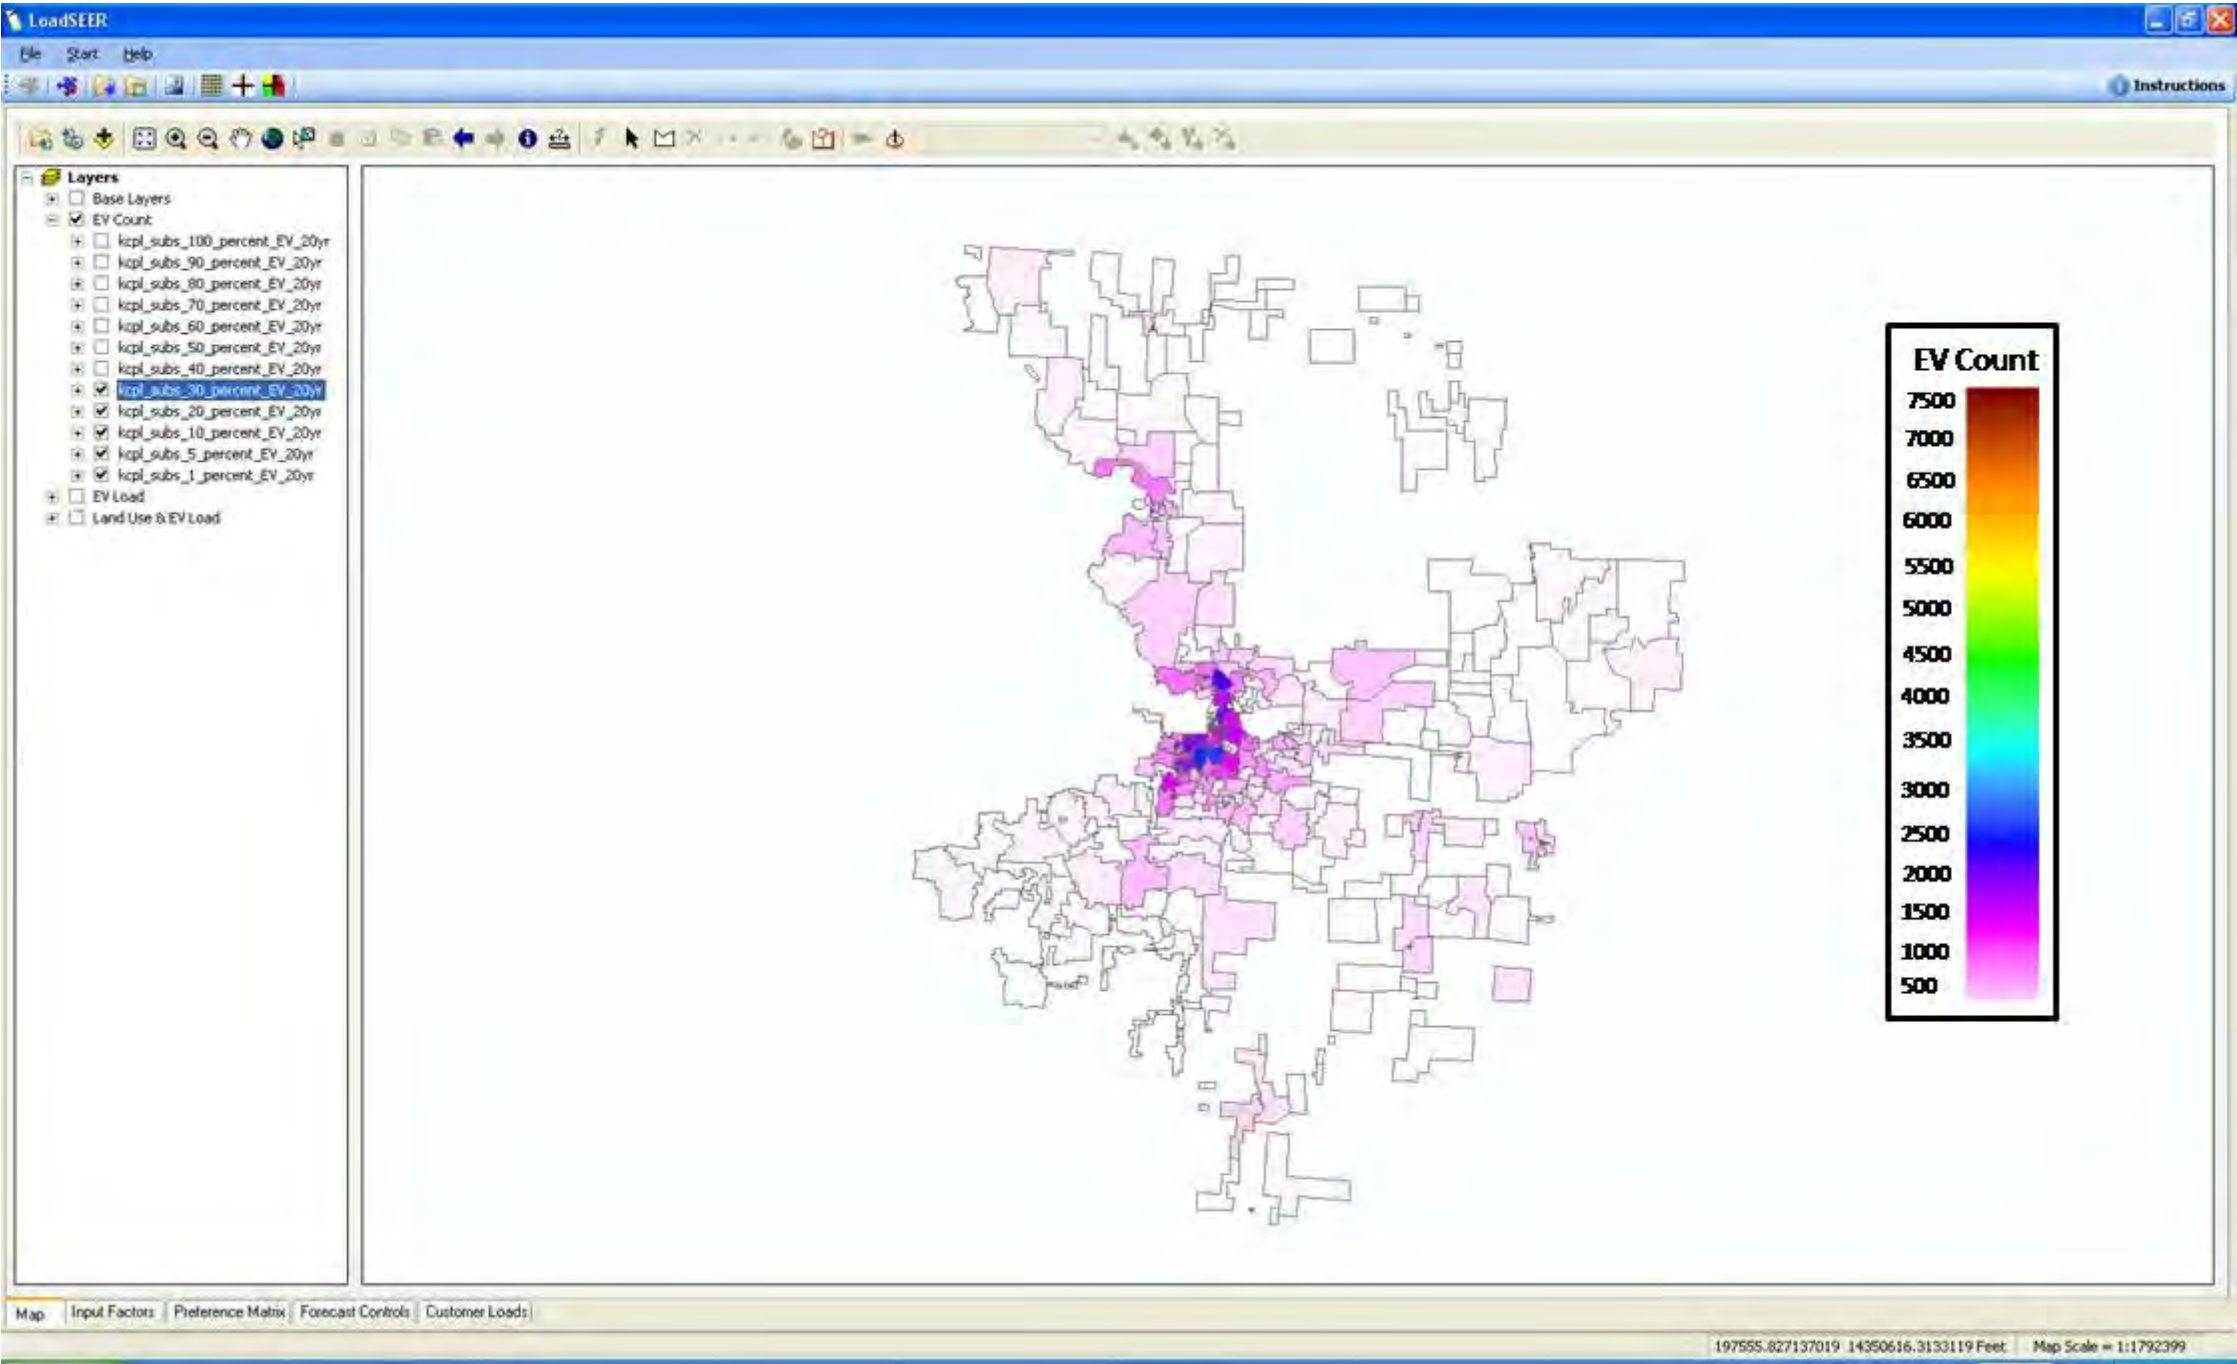 LoadSEER
File Start Help
Instructions
Layers
Base Layers
EV Count
kcpl_subs_100_percent_EV_20yr
kcpl_subs_90_percent_EV_20yr
kcpl_subs_80_percent_EV_20yr
kcpl_subs_70_percent_EV_20yr
kcpl_subs_60_percent_EV_20yr
kcpl_subs_50_percent_EV_20yr
kcpl_subs_40_percent_EV_20yr
kcpl_subs_30_percent_EV_20yr
kcpl_subs_20_percent_EV_20yr
kcpl_subs_10_percent_EV_20yr
kcpl_subs_5_percent_EV_20yr
kcpl_subs_1_percent_EV_20yr
EV Load
Land Use & EV Load
EV Count
7500
7000
6500
6000
5500
5000
4500
4000
3500
3000
2500
2000
1500
1000
500
Map Input Factors Preference Matrix Forecast Controls Customer Loads
197555.827137019 14350616.3133119 Feet Map Scale = 1:1792399